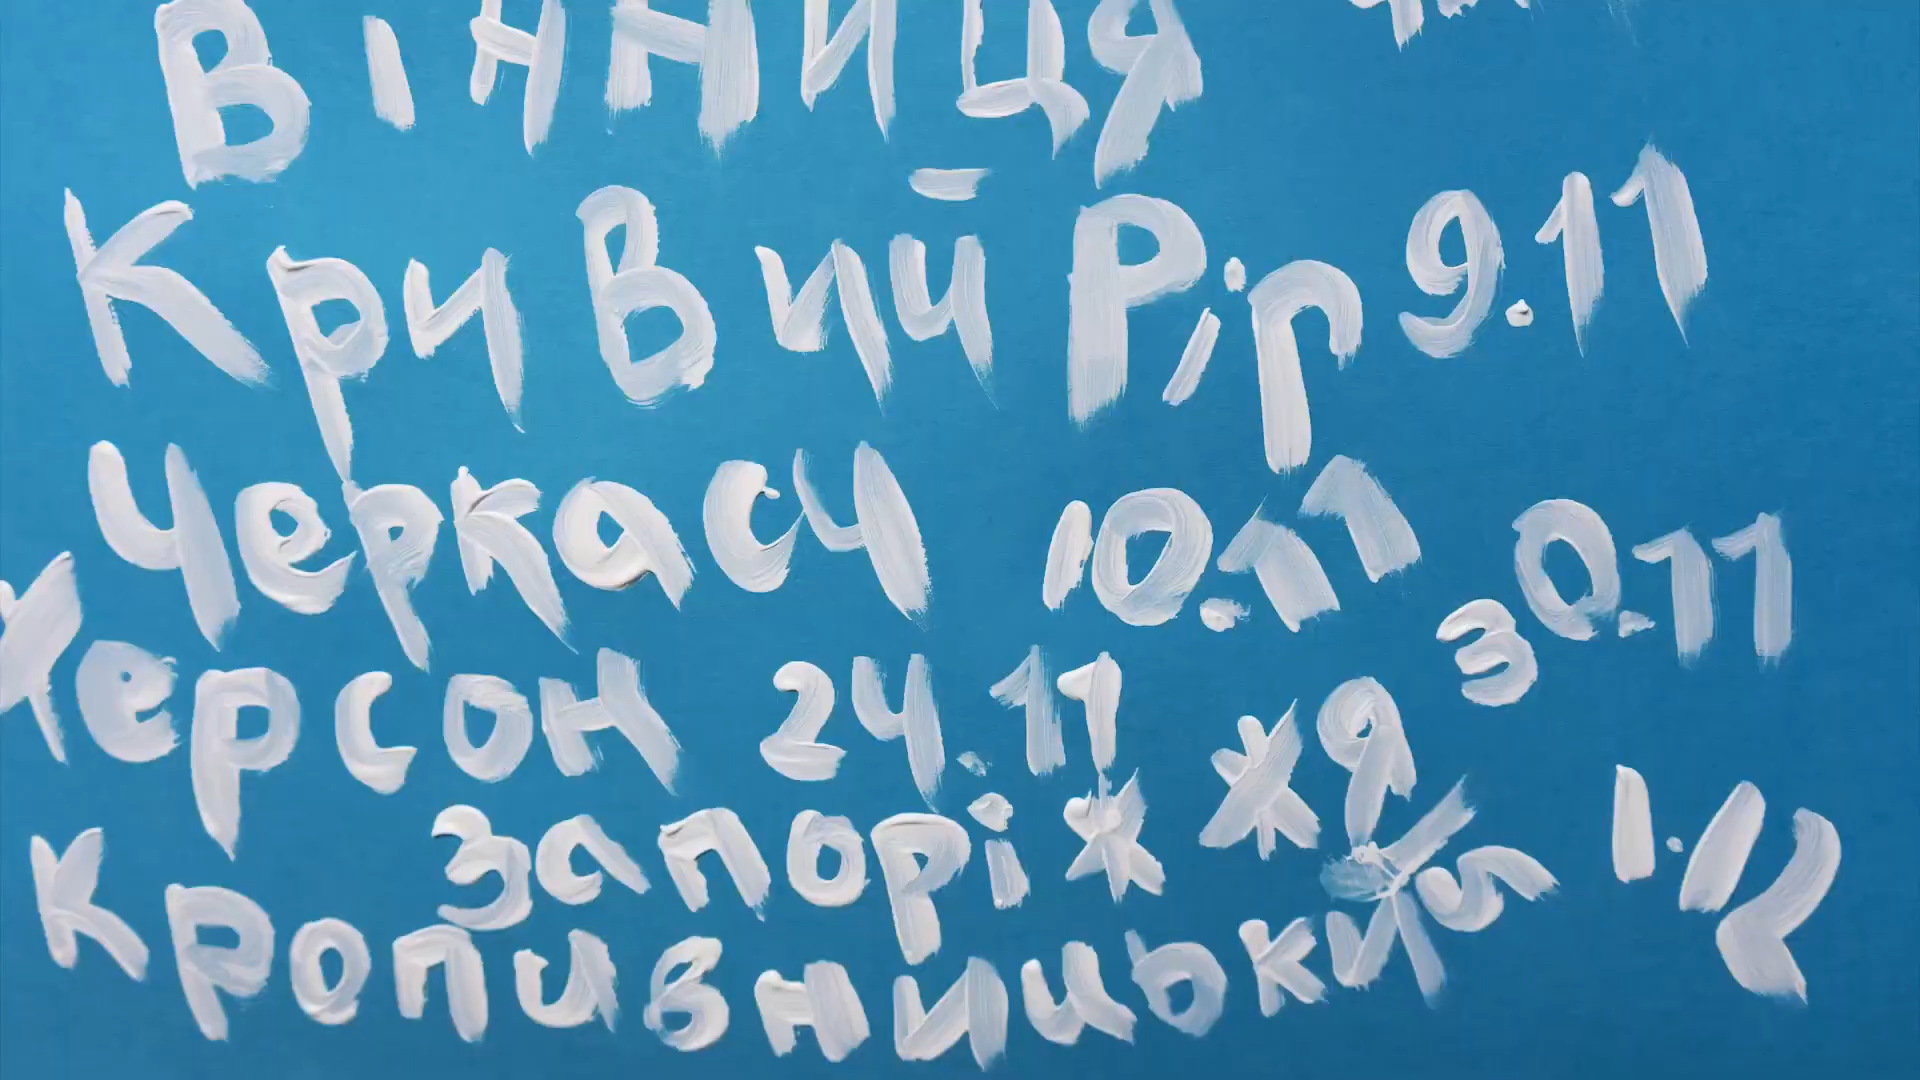 Вінниця
Кривий Ріг 9.11
Черкаси 10.11
Херсон 24.11
Запоріжжя 30.11
Кропивницький 1.12